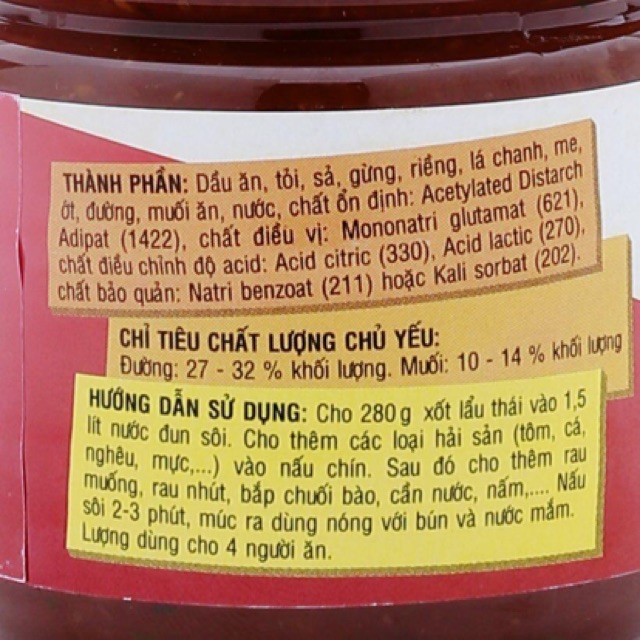 THÀNH PHẦN: Dầu ăn, tỏi, sả, gừng, riềng, lá chanh, me,
ớt, đường, muối ăn, nước, chất ổn định: Acetylated Distarch
Adipat (1422), chất điều vị: Mononatri glutamat (621),
chất điều chỉnh độ acid: Acid citric (330), Acid lactic (270),
chất bảo quản: Natri benzoat (211) hoặc Kali sorbat (202).
CHỈ TIÊU CHẤT LƯỢNG CHỦ YẾU:
Đường: 27 - 32 % khối lượng. Muối: 10 - 14 % khối lượng
HƯỚNG DẪN SỬ DỤNG: Cho 280g xốt lẩu thái vào 1,5
lít nước đun sôi. Cho thêm các loại hải sản (tôm, cá,
nghêu, mực,...) vào nấu chín. Sau đó cho thêm rau
muống, rau nhút, bắp chuối bào, cần nước, nấm,.... Nấu
sôi 2-3 phút, múc ra dùng nóng với bún và nước mắm.
Lượng dùng cho 4 người ăn.